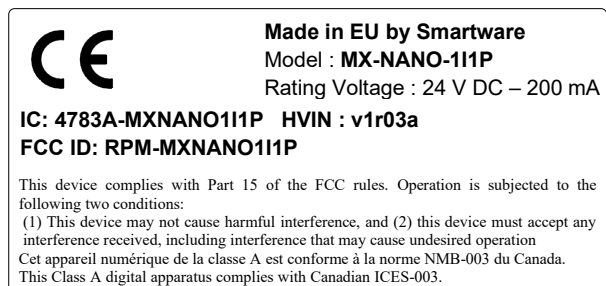 CE
Made in EU by Smartware
Model : MX-NANO-1I1P
Rating Voltage : 24 V DC – 200 mA
IC: 4783A-MXNANO1I1P HVIN : v1r03a
FCC ID: RPM-MXNANO1I1P
This device complies with Part 15 of the FCC rules. Operation is subjected to the
following two conditions:
(1) This device may not cause harmful interference, and (2) this device must accept any
interference received, including interference that may cause undesired operation
Cet appareil numérique de la classe A est conforme à la norme NMB-003 du Canada.
This Class A digital apparatus complies with Canadian ICES-003.